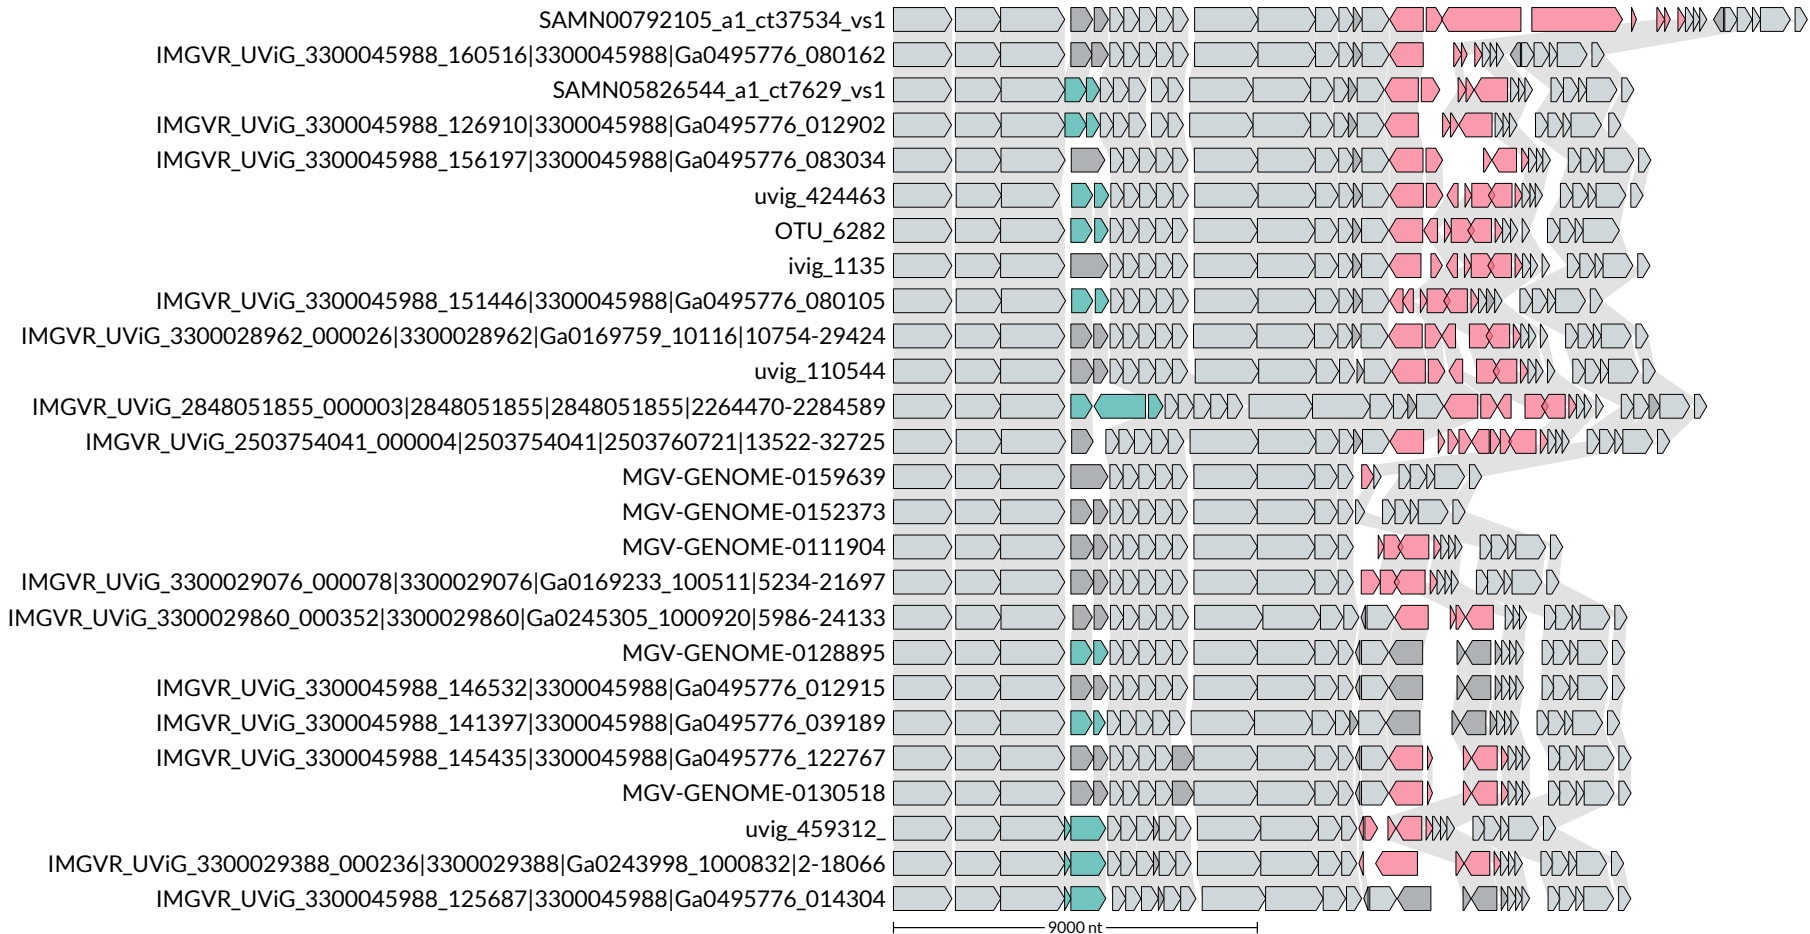 SAMN00792105_a1_ct37534_vs1
IMGVR_UViG_3300045988_160516|3300045988|Ga0495776_080162
SAMN05826544_a1_ct7629_vs1
IMGVR_UViG_3300045988_126910|3300045988|Ga0495776_012902
IMGVR_UViG_3300045988_156197|3300045988|Ga0495776_083034
uvig_424463
OTU_6282
ivig_1135
IMGVR_UViG_3300045988_151446|3300045988|Ga0495776_080105
IMGVR_UViG_3300028962_000026|3300028962|Ga0169759_10116|10754-29424
uvig_110544
IMGVR_UViG_2848051855_000003|2848051855|2848051855|2264470-2284589
IMGVR_UViG_2503754041_000004|2503754041|2503760721|13522-32725
MGV-GENOME-0159639
MGV-GENOME-0152373
MGV-GENOME-0111904
IMGVR_UViG_3300029076_000078|3300029076|Ga0169233_100511|5234-21697
IMGVR_UViG_3300029860_000352|3300029860|Ga0245305_1000920|5986-24133
MGV-GENOME-0128895
IMGVR_UViG_3300045988_146532|3300045988|Ga0495776_012915
IMGVR_UViG_3300045988_141397|3300045988|Ga0495776_039189
IMGVR_UViG_3300045988_145435|3300045988|Ga0495776_122767
MGV-GENOME-0130518
uvig_459312_
IMGVR_UViG_3300029388_000236|3300029388|Ga0243998_1000832|2-18066
IMGVR_UViG_3300045988_125687|3300045988|Ga0495776_014304
9000 nt